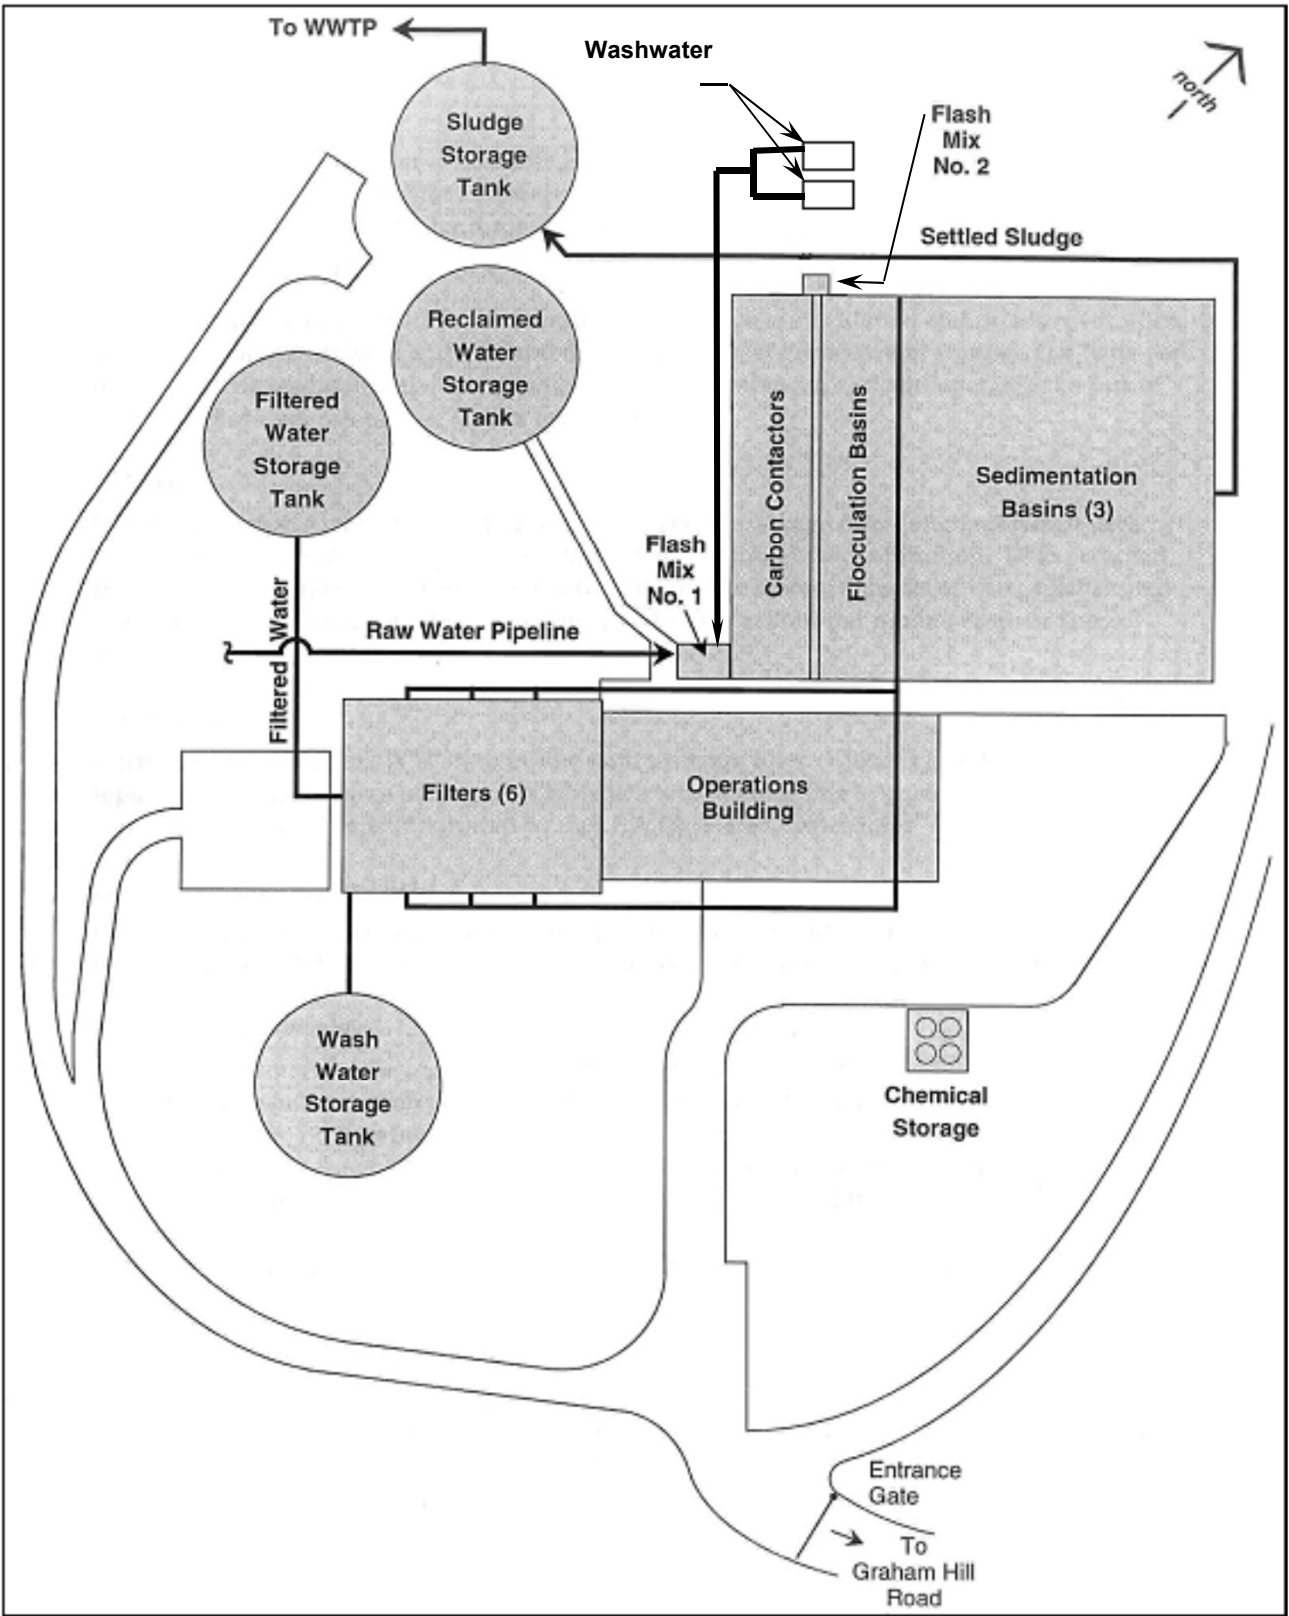 To WWTP
Washwater
north
Flash
Mix
No. 2
Sludge
Storage
Tank
Settled Sludge
Reclaimed
Water
Storage
Tank
Filtered
Water
Storage
Tank
Carbon Contactors
Flocculation Basins
Sedimentation
Basins (3)
Flash
Mix
No. 1
Raw Water Pipeline
Filtered Water
Filters (6)
Operations
Building
Wash
Water
Storage
Tank
Chemical
Storage
Entrance
Gate
To
Graham Hill
Road